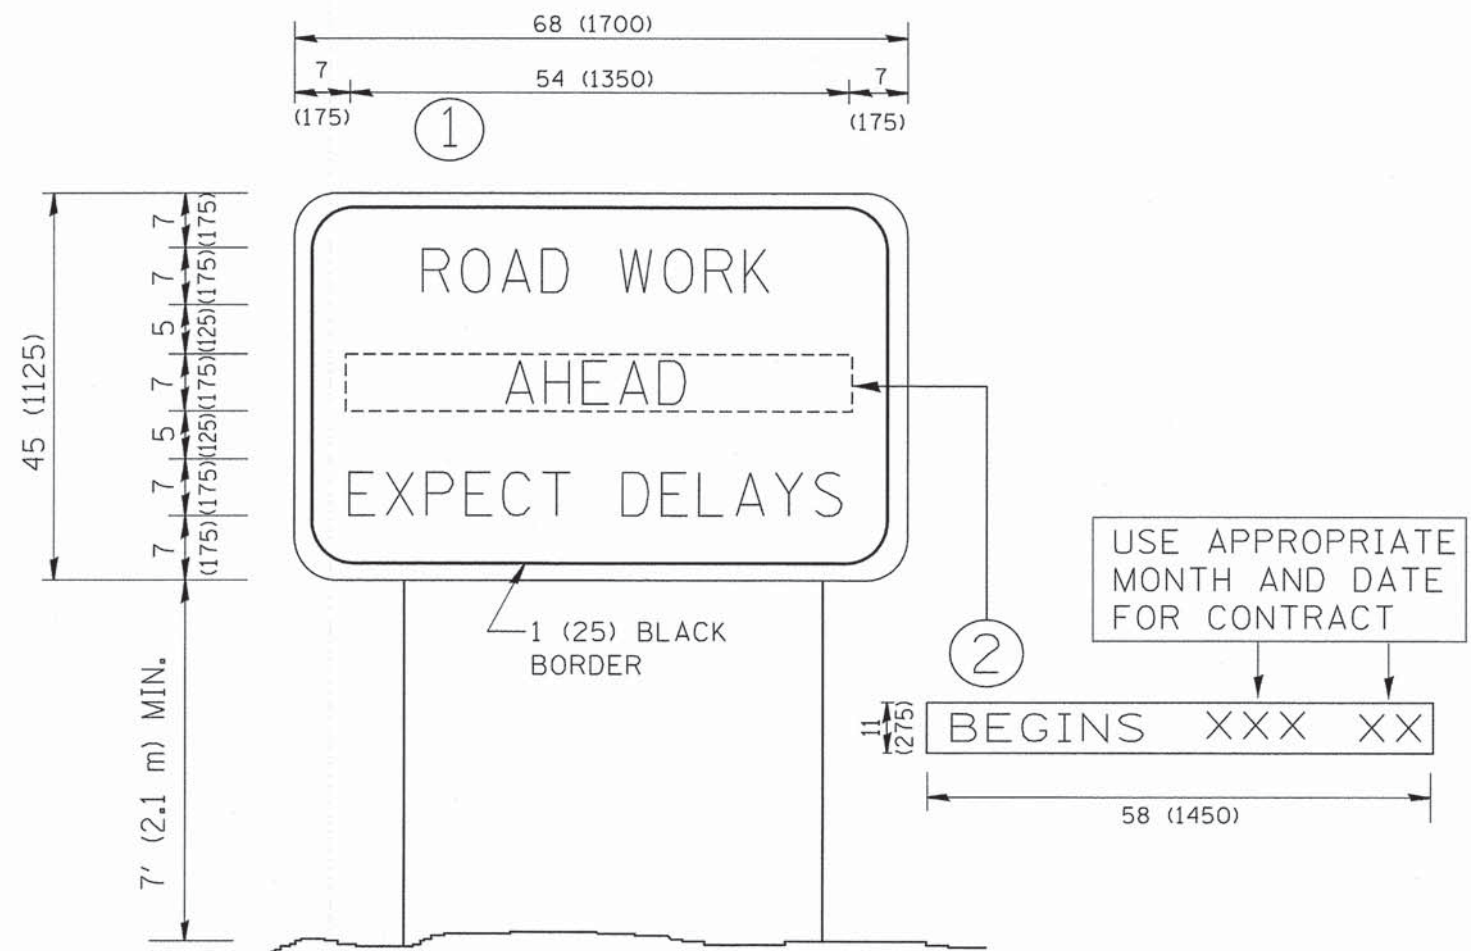 68 (1700)
7
54 (1350)
7
(175)
(175)
1
45 (1125)
7
(175)
7
(175)
5
(125)
7
(175)
5
(125)
7
(175)
7
(175)
ROAD WORK
AHEAD
EXPECT DELAYS
1 (25) BLACK
BORDER
7' (2.1 m) MIN.
2
USE APPROPRIATE
MONTH AND DATE
FOR CONTRACT
11
(275)
BEGINS XXX XX
58 (1450)